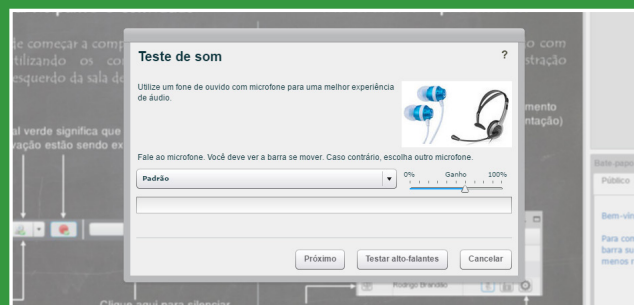 de começar a comp
tilizando os co
esquerdo da sala de
o com
stração
Teste de som
?
Utilize um fone de ouvido com microfone para uma melhor experiência
de áudio.
mento
ntação)
al verde significa que
vação estão sendo ex
Fale ao microfone. Você deve ver a barra se mover. Caso contrário, escolha outro microfone.
Padrão
0% Ganho 100%
Bate-papo
Público
Bem-vin
Para con
barra su
menos r
Próximo
Testar alto-falantes
Cancelar
Rodrigo Brandão
Clique aqui para silenciar